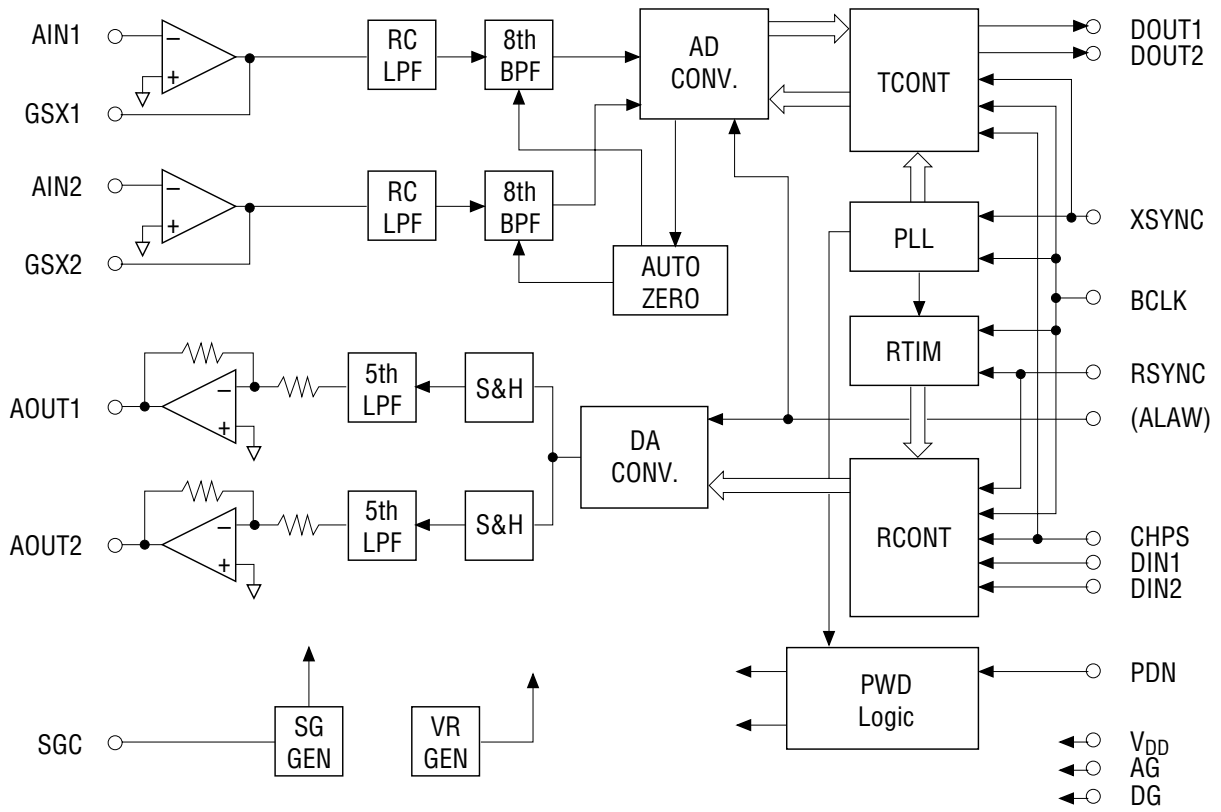 AIN1
GSX1
AIN2
GSX2
−
+
−
+
RC
LPF
8th
BPF
RC
LPF
8th
BPF
AD
CONV.
AUTO
ZERO
TCONT
PLL
RTIM
RCONT
DOUT1
DOUT2
XSYNC
BCLK
RSYNC
(ALAW)
CHPS
DIN1
DIN2
PDN
VDD
AG
DG
AOUT1
−
+
5th
LPF
S&H
AOUT2
−
+
5th
LPF
S&H
DA
CONV.
SGC
SG
GEN
VR
GEN
PWD
Logic